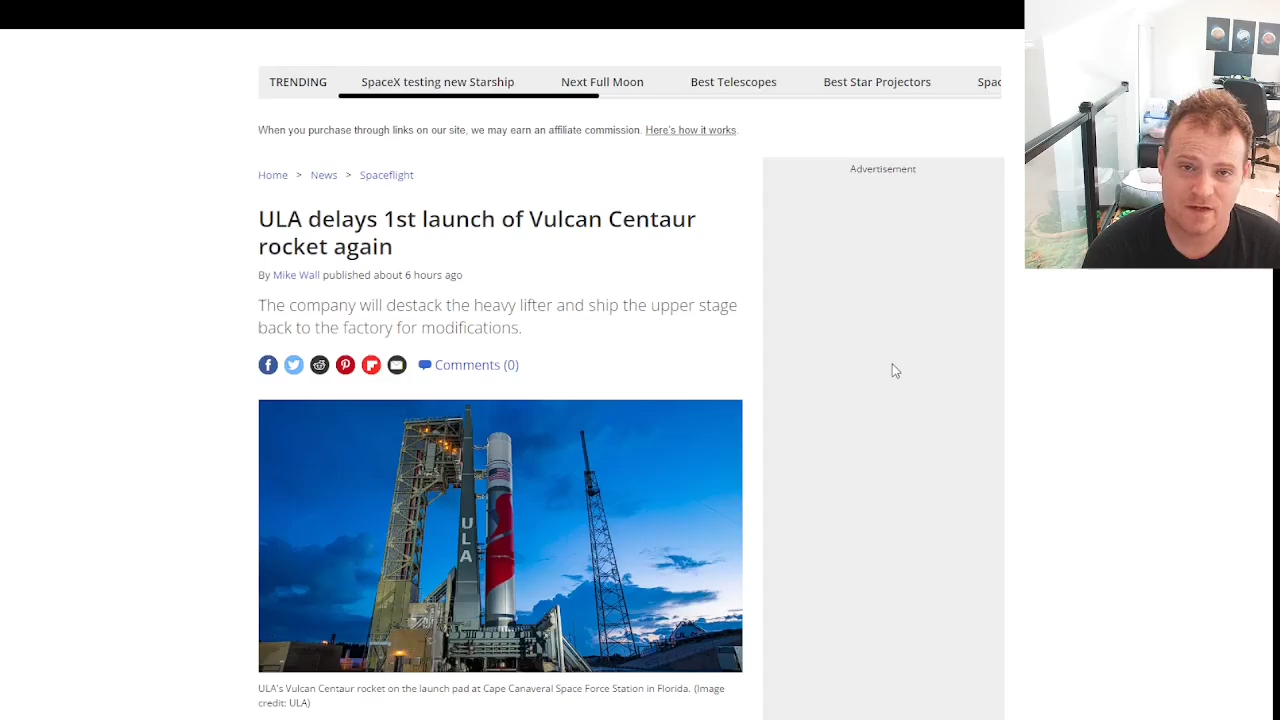 TRENDING SpaceX testing new Starship Next Full Moon Best Telescopes Best Star Projectors Spac
When you purchase through links on our site, we may earn an affiliate commission. Here's how it works.
Home > News > Spaceflight
Advertisement
ULA delays 1st launch of Vulcan Centaur
rocket again
By Mike Wall published about 6 hours ago
The company will destack the heavy lifter and ship the upper stage
back to the factory for modifications.
Comments (0)
ULA
ULA's Vulcan Centaur rocket on the launch pad at Cape Canaveral Space Force Station in Florida. (Image
credit: ULA)